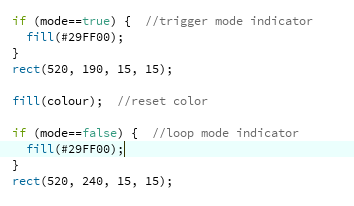 if (mode==true) {  //trigger mode indicator
  fill(#29FF00);
}
rect(520, 190, 15, 15);

fill(colour);  //reset color

if (mode==false) {  //loop mode indicator
  fill(#29FF00);
}
rect(520, 240, 15, 15);